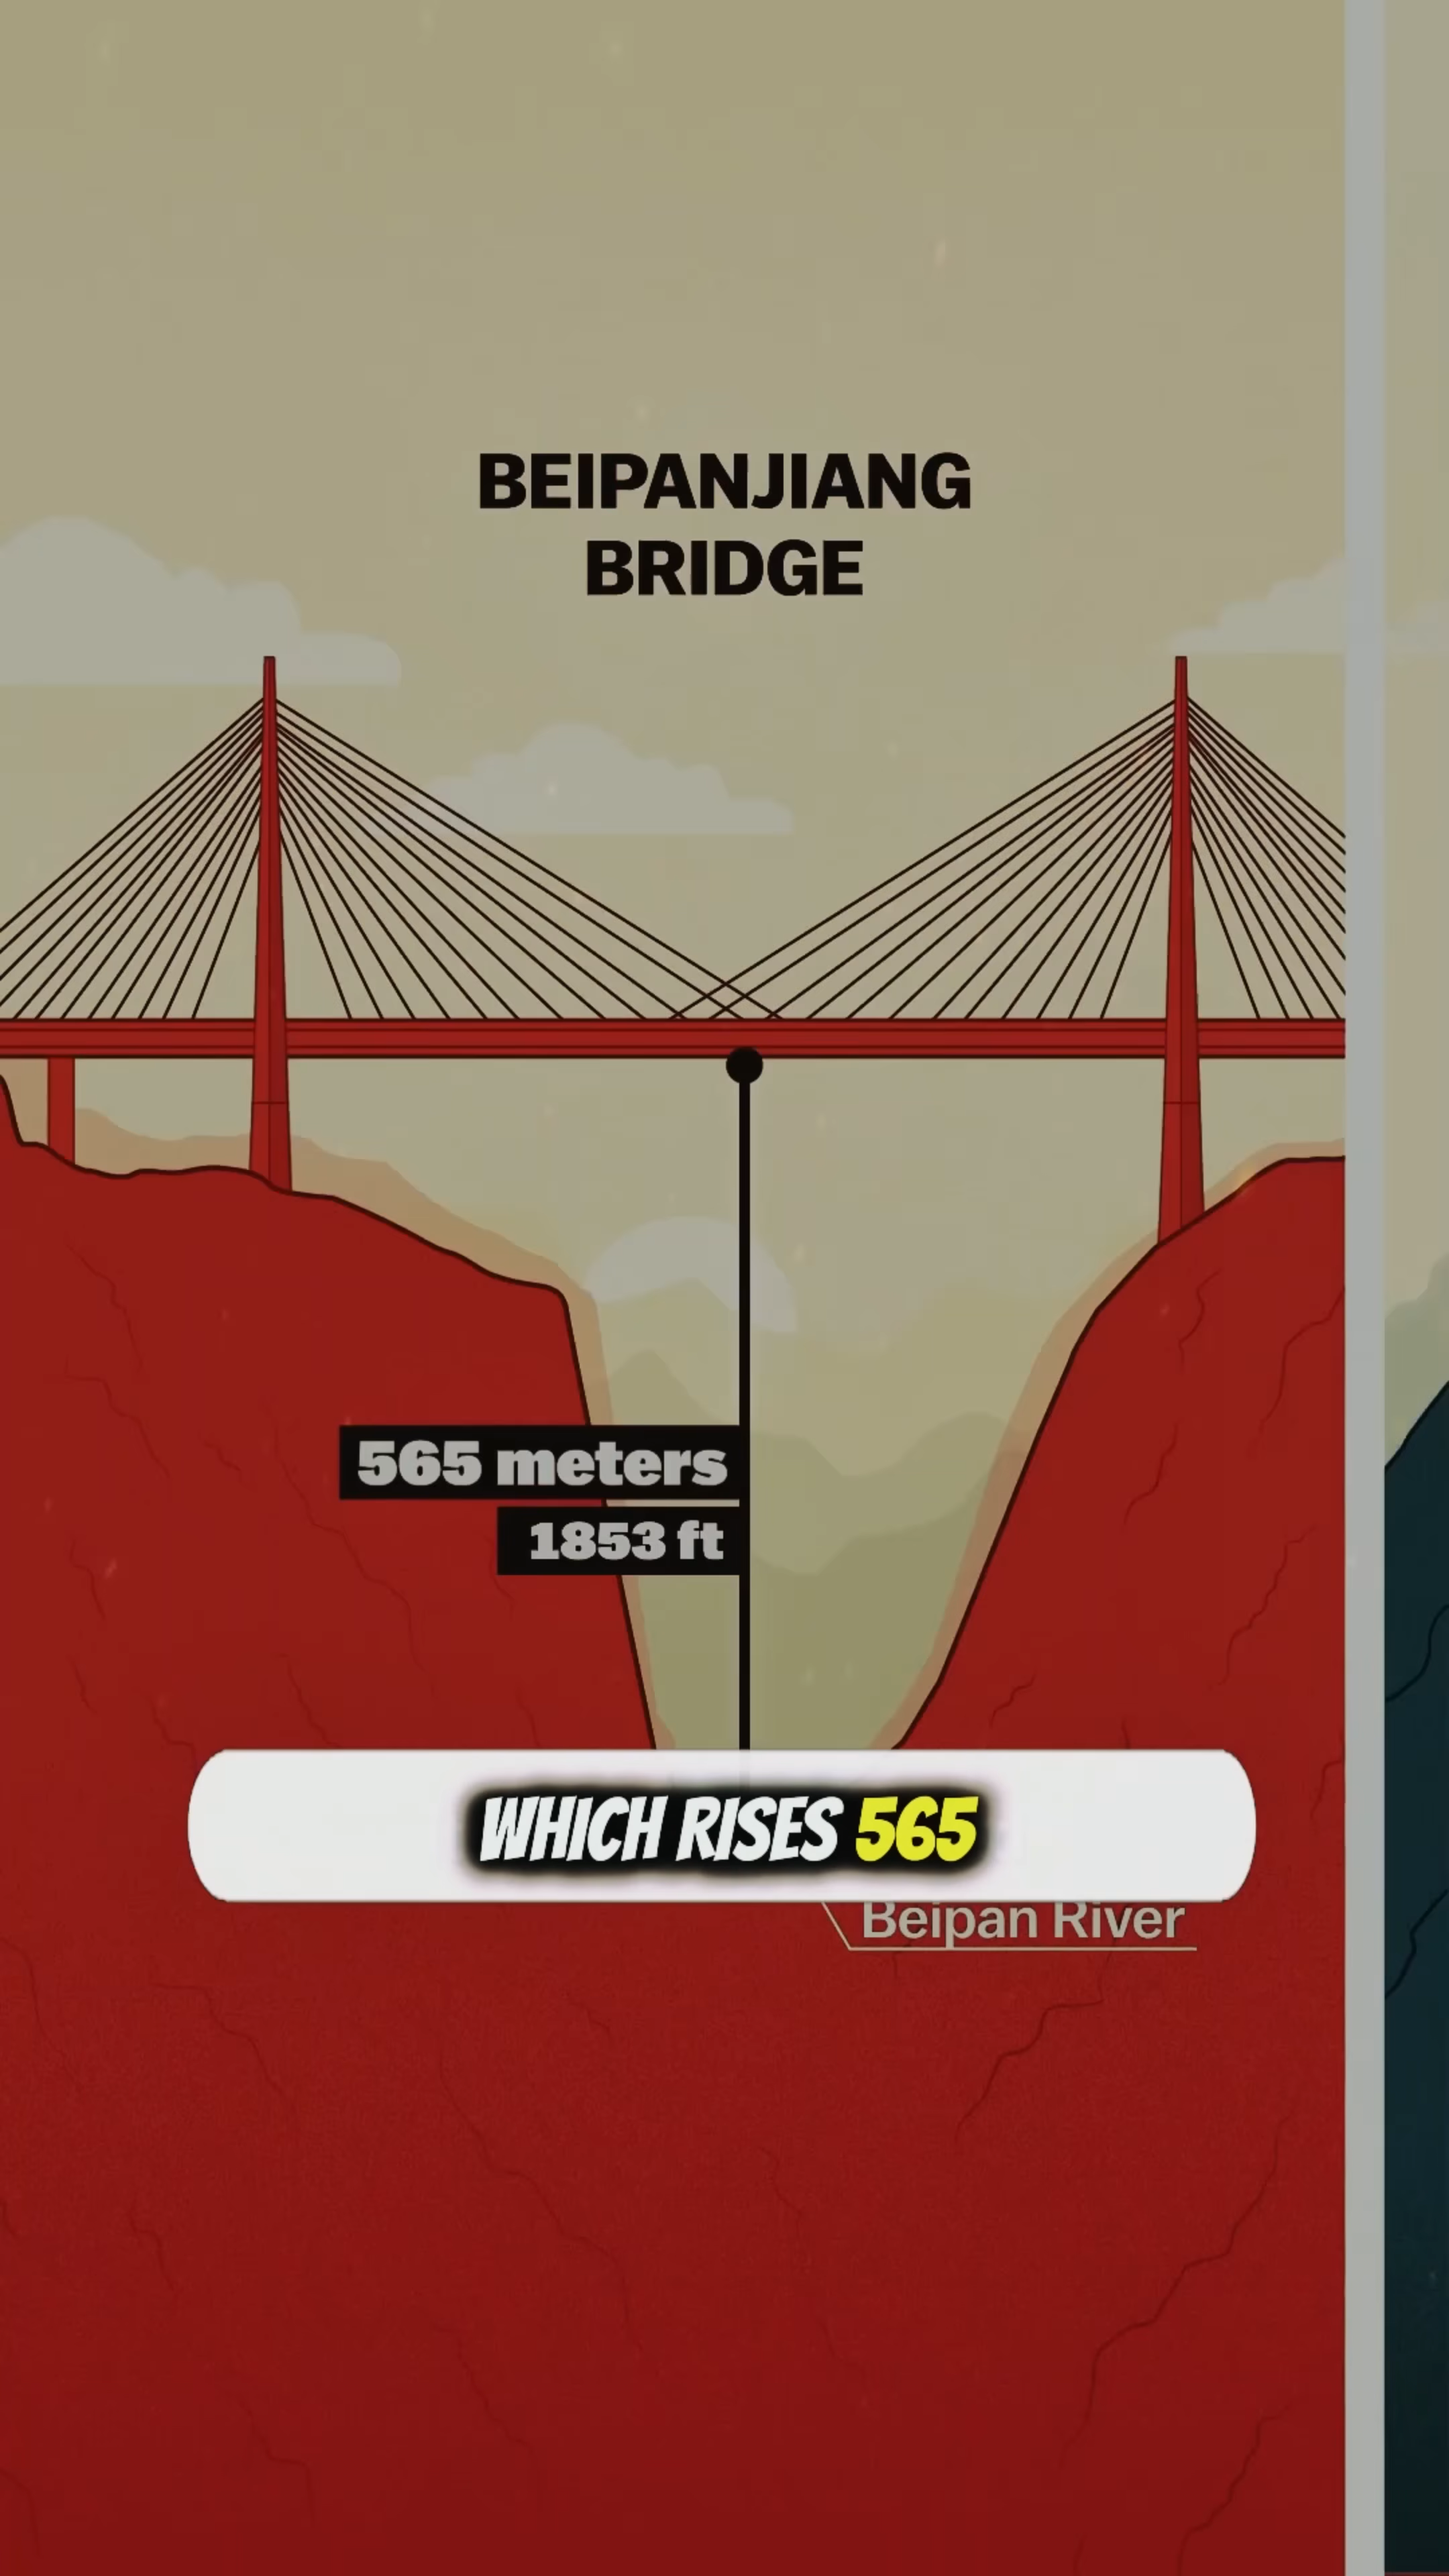 BEIPANJIANG
BRIDGE
565 meters
1853 ft
WHICH RISES 565
Beipan River